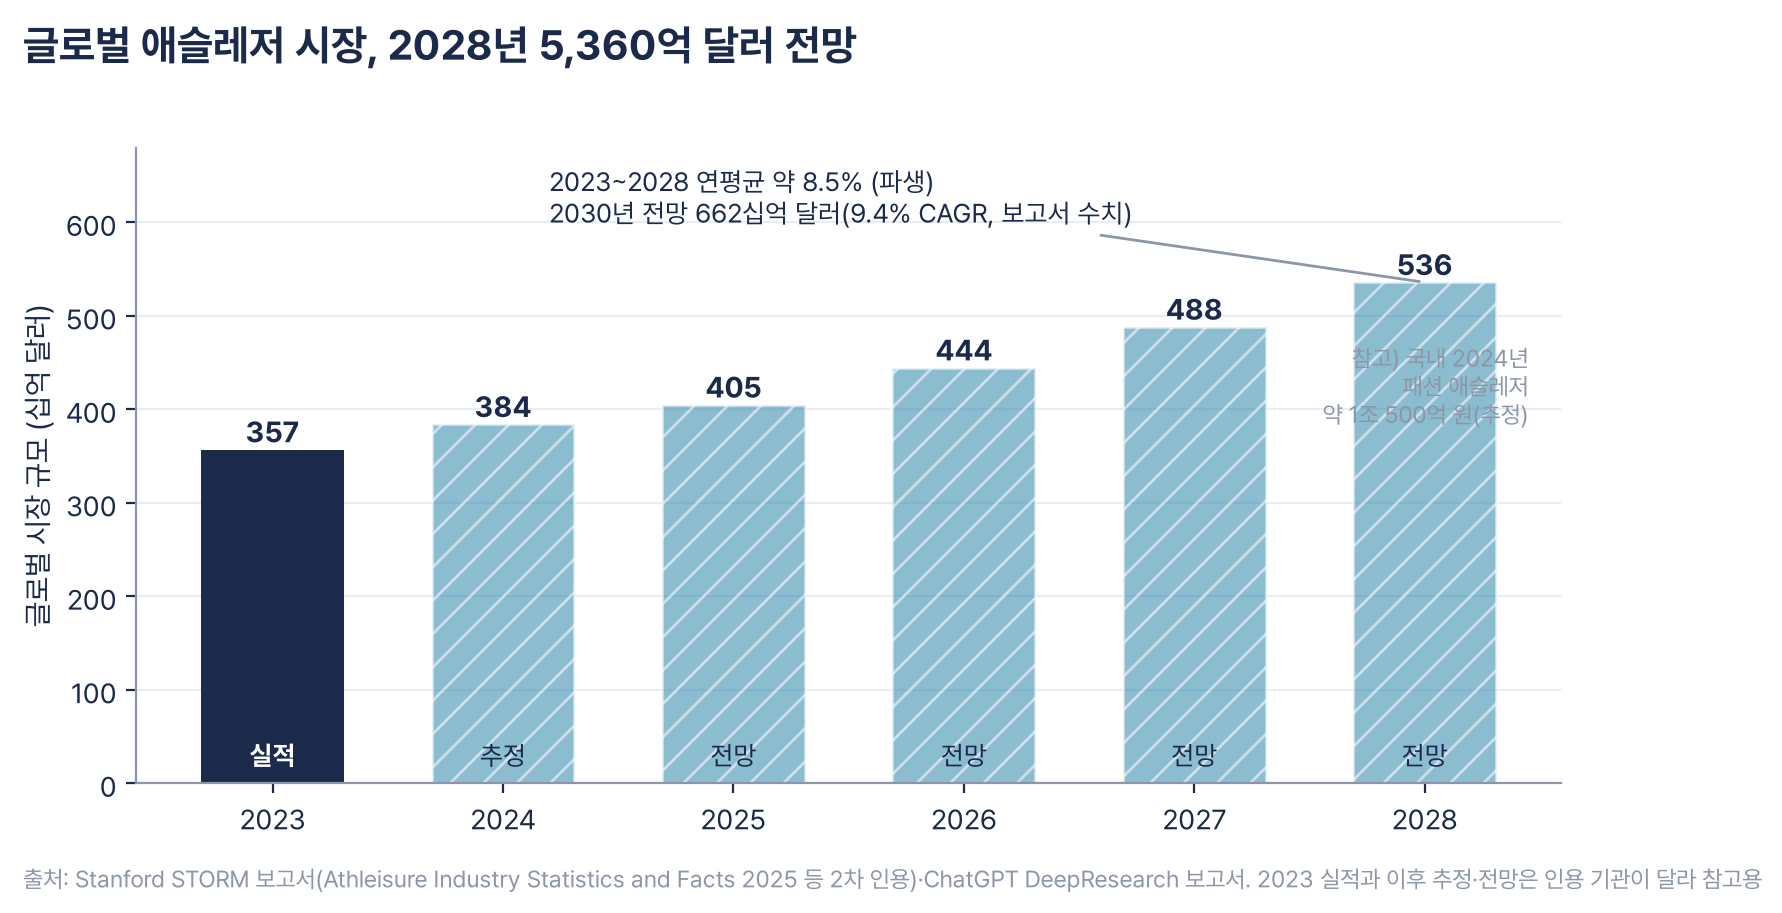 글로벌 애슬레저 시장, 2028년 5,360억 달러 전망
2023~2028 연평균 약 8.5% (파생)
2030년 전망 662십억 달러(9.4% CAGR, 보고서 수치)
글로벌 시장 규모 (십억 달러)
600
500
400
300
200
100
0
357
384
405
444
488
536
참고) 국내 2024년
패션 애슬레저
약 1조 500억 원(추정)
실적
추정
전망
전망
전망
전망
2023
2024
2025
2026
2027
2028
출처: Stanford STORM 보고서(Athleisure Industry Statistics and Facts 2025 등 2차 인용)·ChatGPT DeepResearch 보고서. 2023 실적과 이후 추정·전망은 인용 기관이 달라 참고용